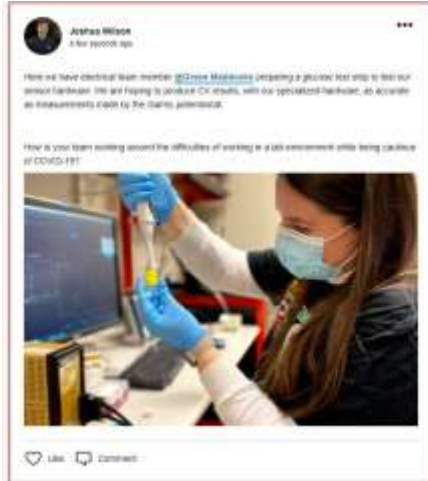 Joshua Wilson
A few seconds ago
Here we have electrical team member @Grace preparing a glucose test strip to test our
sensor hardware. We are hoping to produce CV results, with our specialized hardware, as accurate
as measurements made by the Gamry potentiostat.
How is your team working around the difficulties of working in a lab environment while being cautious
of COVID-19?
Like
Comment